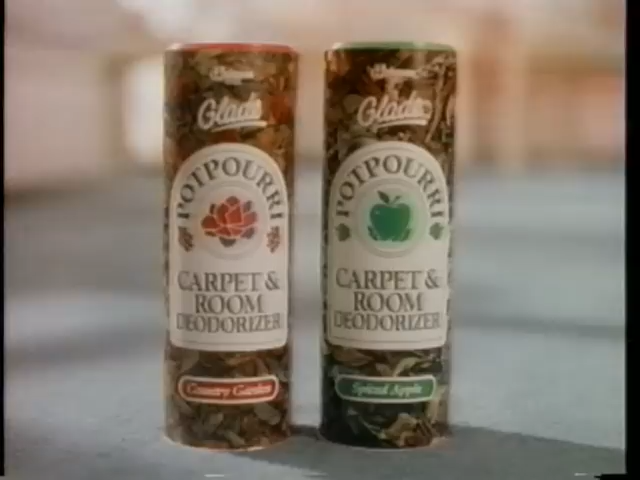 Glade
POTPOURRI
CARPET &
ROOM
DEODORIZER
Country Garden
Glade
POTPOURRI
CARPET &
ROOM
DEODORIZER
Spiced Apple